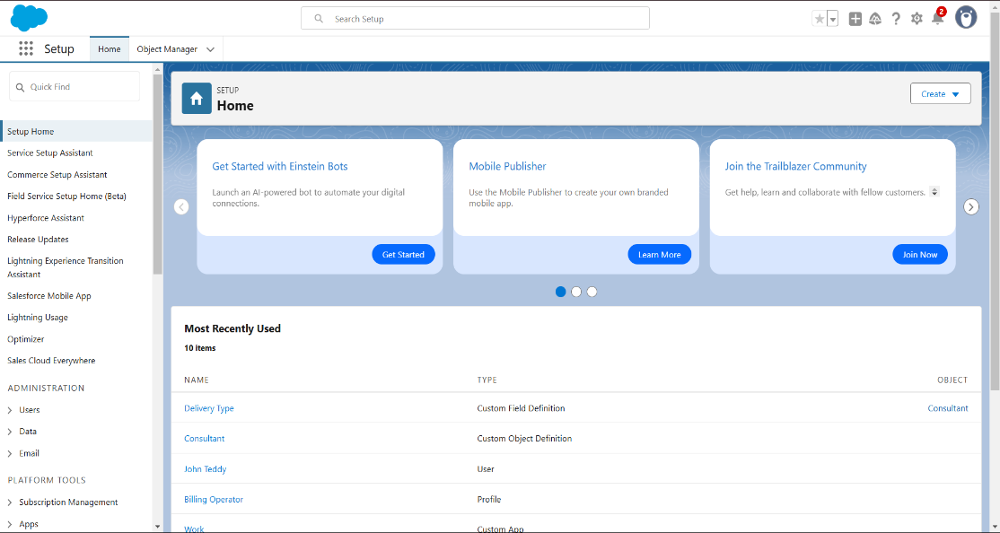 Search Setup
2
Setup
Home
Object Manager
Quick Find
Setup Home
Service Setup Assistant
Commerce Setup Assistant
Field Service Setup Home (Beta)
Hyperforce Assistant
Release Updates
Lightning Experience Transition
Assistant
Salesforce Mobile App
Lightning Usage
Optimizer
Sales Cloud Everywhere
ADMINISTRATION
Users
Data
Email
PLATFORM TOOLS
Subscription Management
Apps
SETUP
Home
Create
Get Started with Einstein Bots
Launch an AI-powered bot to automate your digital
connections.
Get Started
Mobile Publisher
Use the Mobile Publisher to create your own branded
mobile app.
Learn More
Join the Trailblazer Community
Get help, learn and collaborate with fellow customers.
Join Now
Most Recently Used
10 items
NAME TYPE OBJECT
Delivery Type Custom Field Definition Consultant
Consultant Custom Object Definition
John Teddy User
Billing Operator Profile
Work Custom App